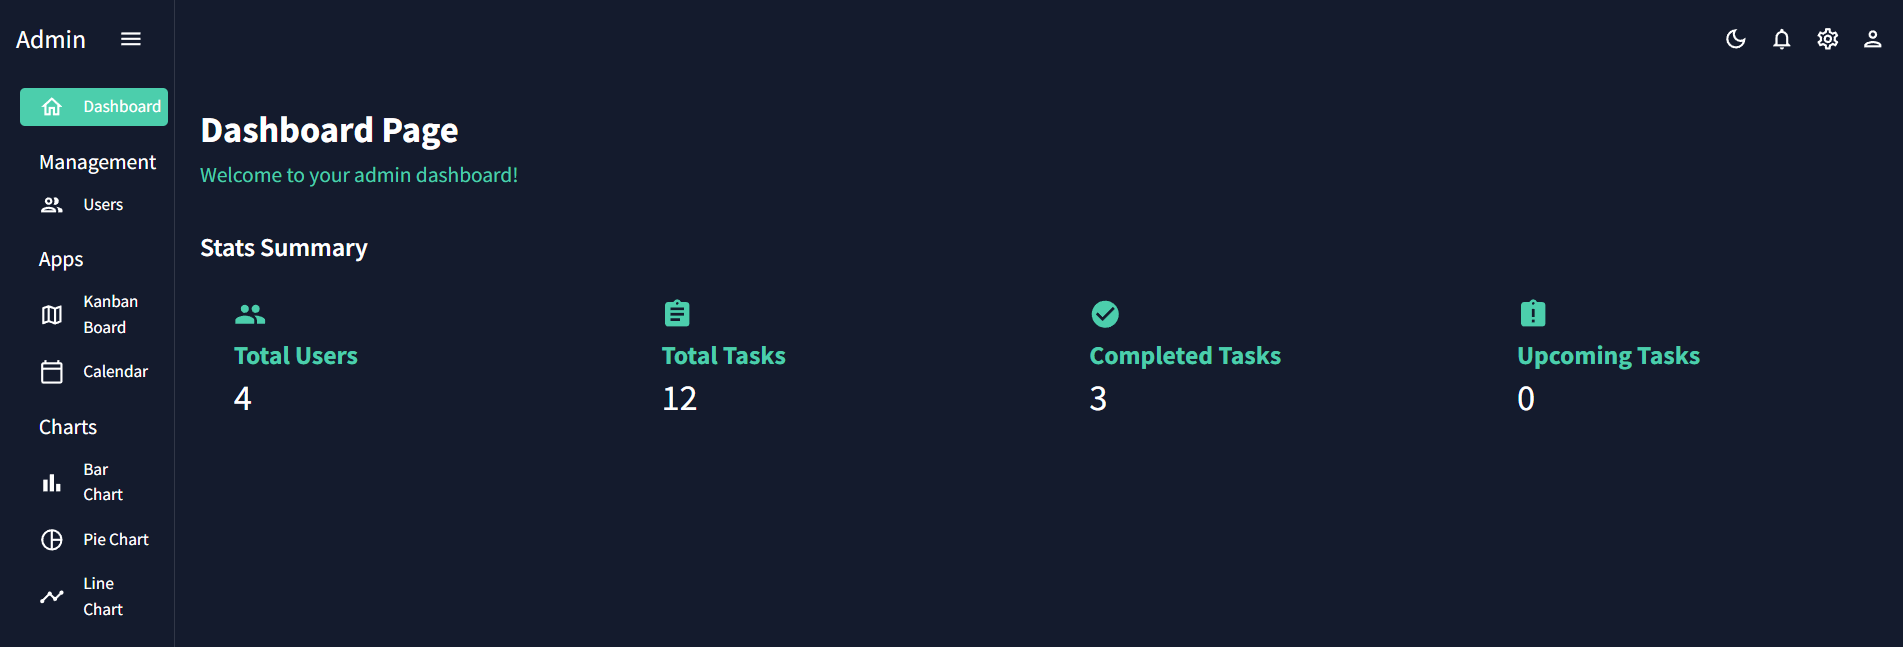 Admin
Dashboard
Management
Users
Apps
Kanban
Board
Calendar
Charts
Bar
Chart
Pie Chart
Line
Chart
Dashboard Page
Welcome to your admin dashboard!
Stats Summary
Total Users
4
Total Tasks
12
Completed Tasks
3
Upcoming Tasks
0